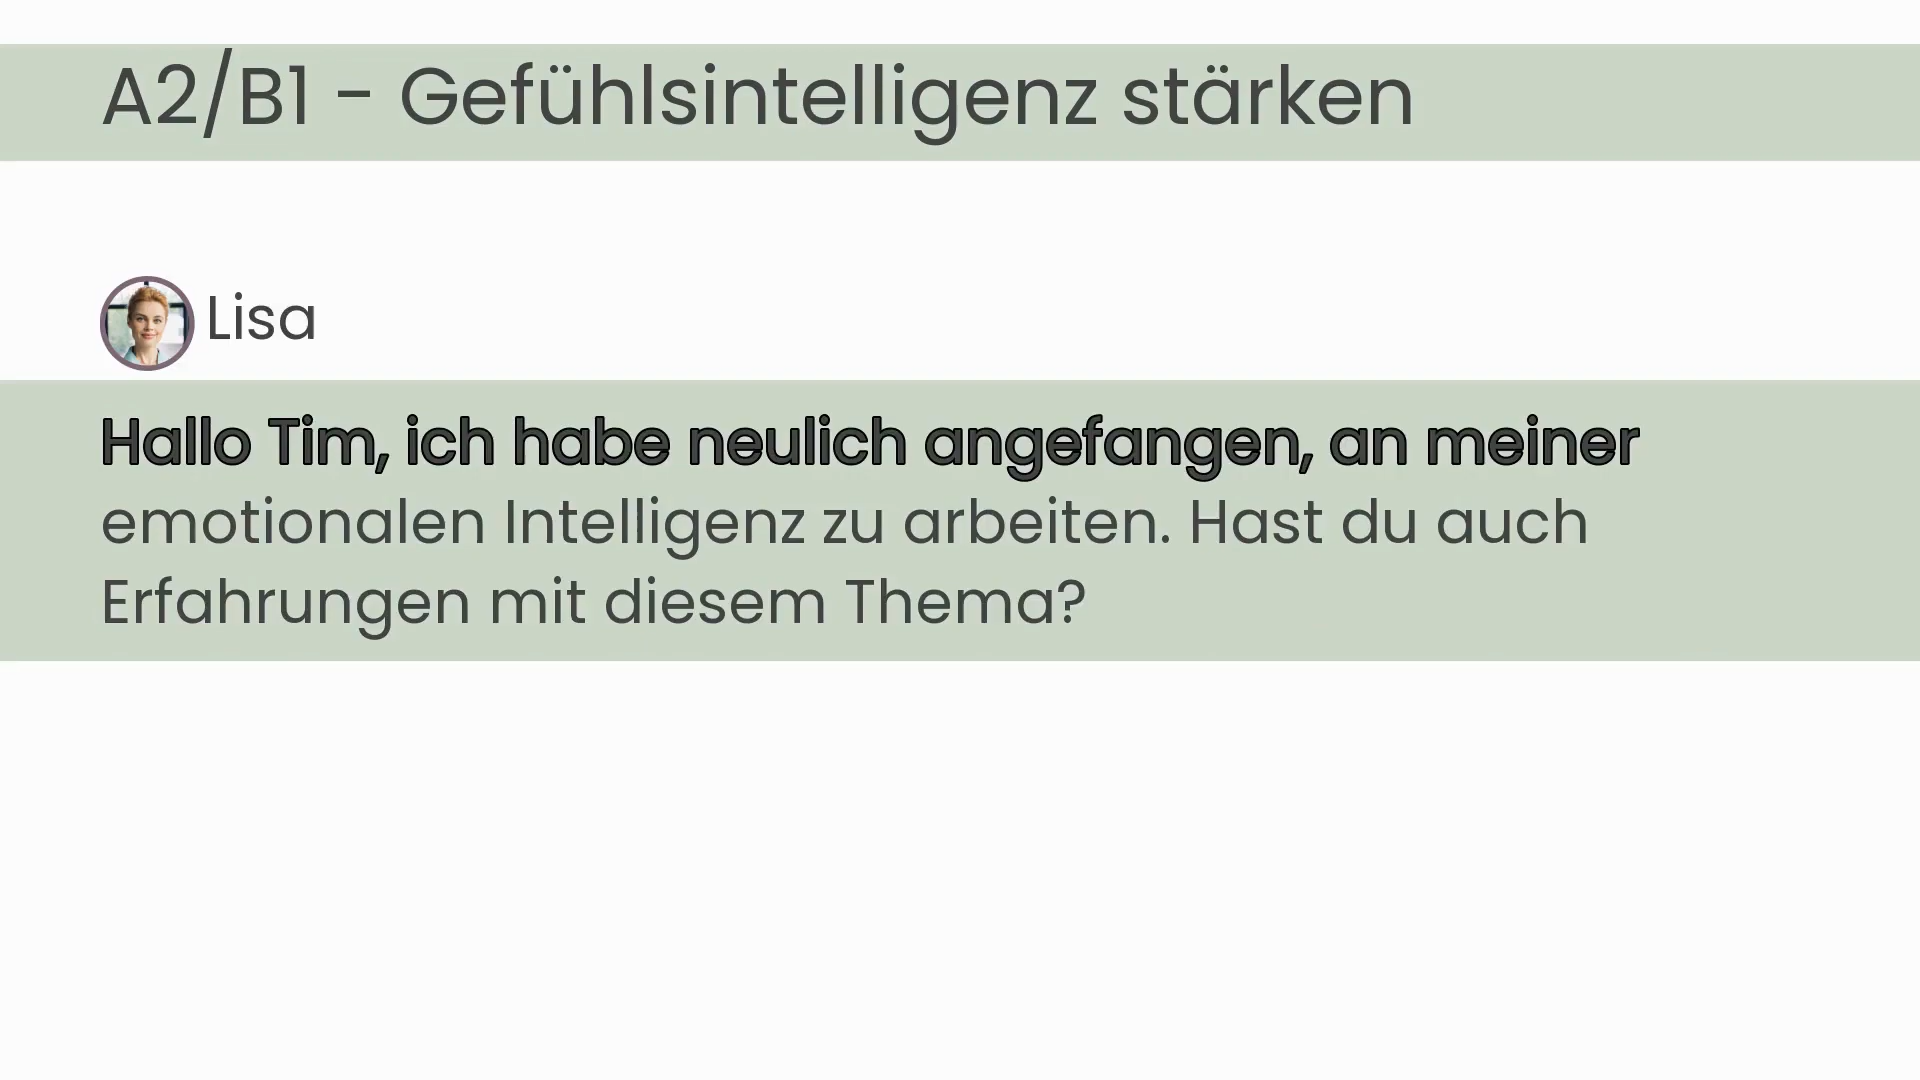 A2/B1 - Gefühlsintelligenz stärken
Lisa
Hallo Tim, ich habe neulich angefangen, an meiner
emotionalen Intelligenz zu arbeiten. Hast du auch
Erfahrungen mit diesem Thema?